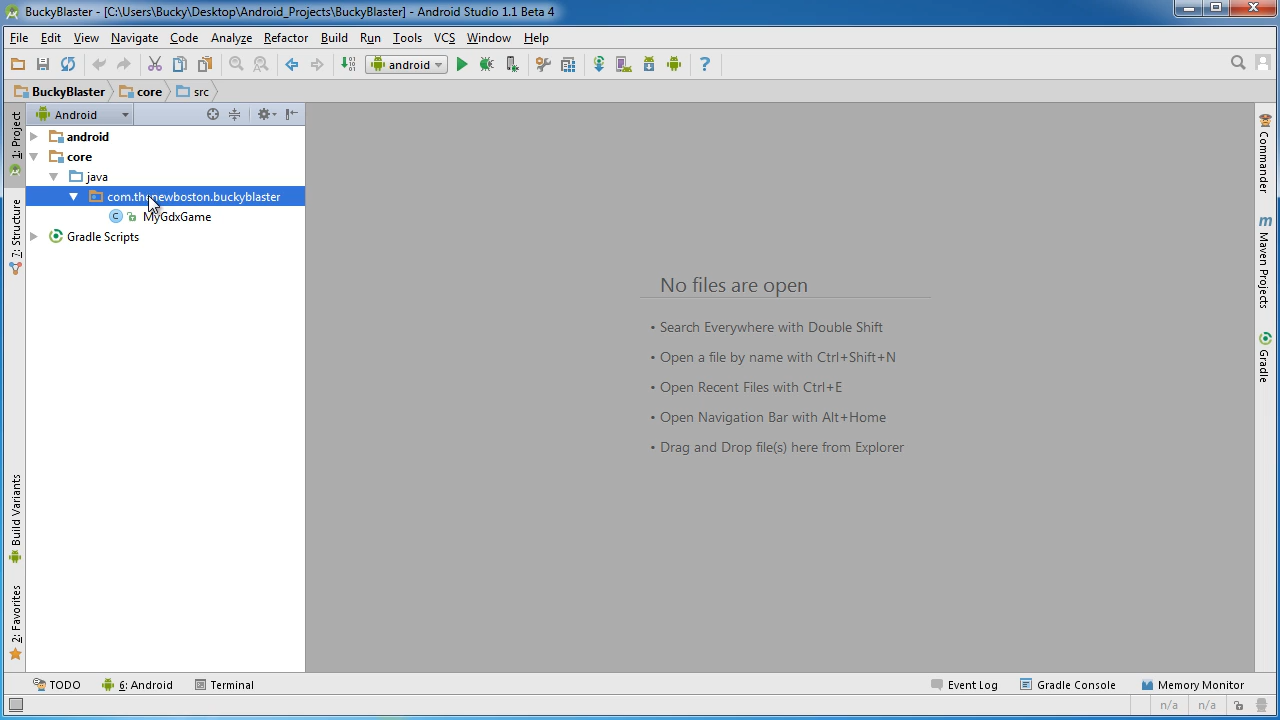 BuckyBlaster - [C:\Users\Bucky\Desktop\Android_Projects\BuckyBlaster] - Android Studio 1.1 Beta 4
File Edit View Navigate Code Analyze Refactor Build Run Tools VCS Window Help
android
BuckyBlaster core src
Android
1: Project
7: Structure
Build Variants
2: Favorites
android
core
java
com.thenewboston.buckyblaster
MyGdxGame
Gradle Scripts
No files are open
• Search Everywhere with Double Shift
• Open a file by name with Ctrl+Shift+N
• Open Recent Files with Ctrl+E
• Open Navigation Bar with Alt+Home
• Drag and Drop file(s) here from Explorer
Commander
Maven Projects
Gradle
TODO 6: Android Terminal Event Log Gradle Console Memory Monitor
n/a n/a